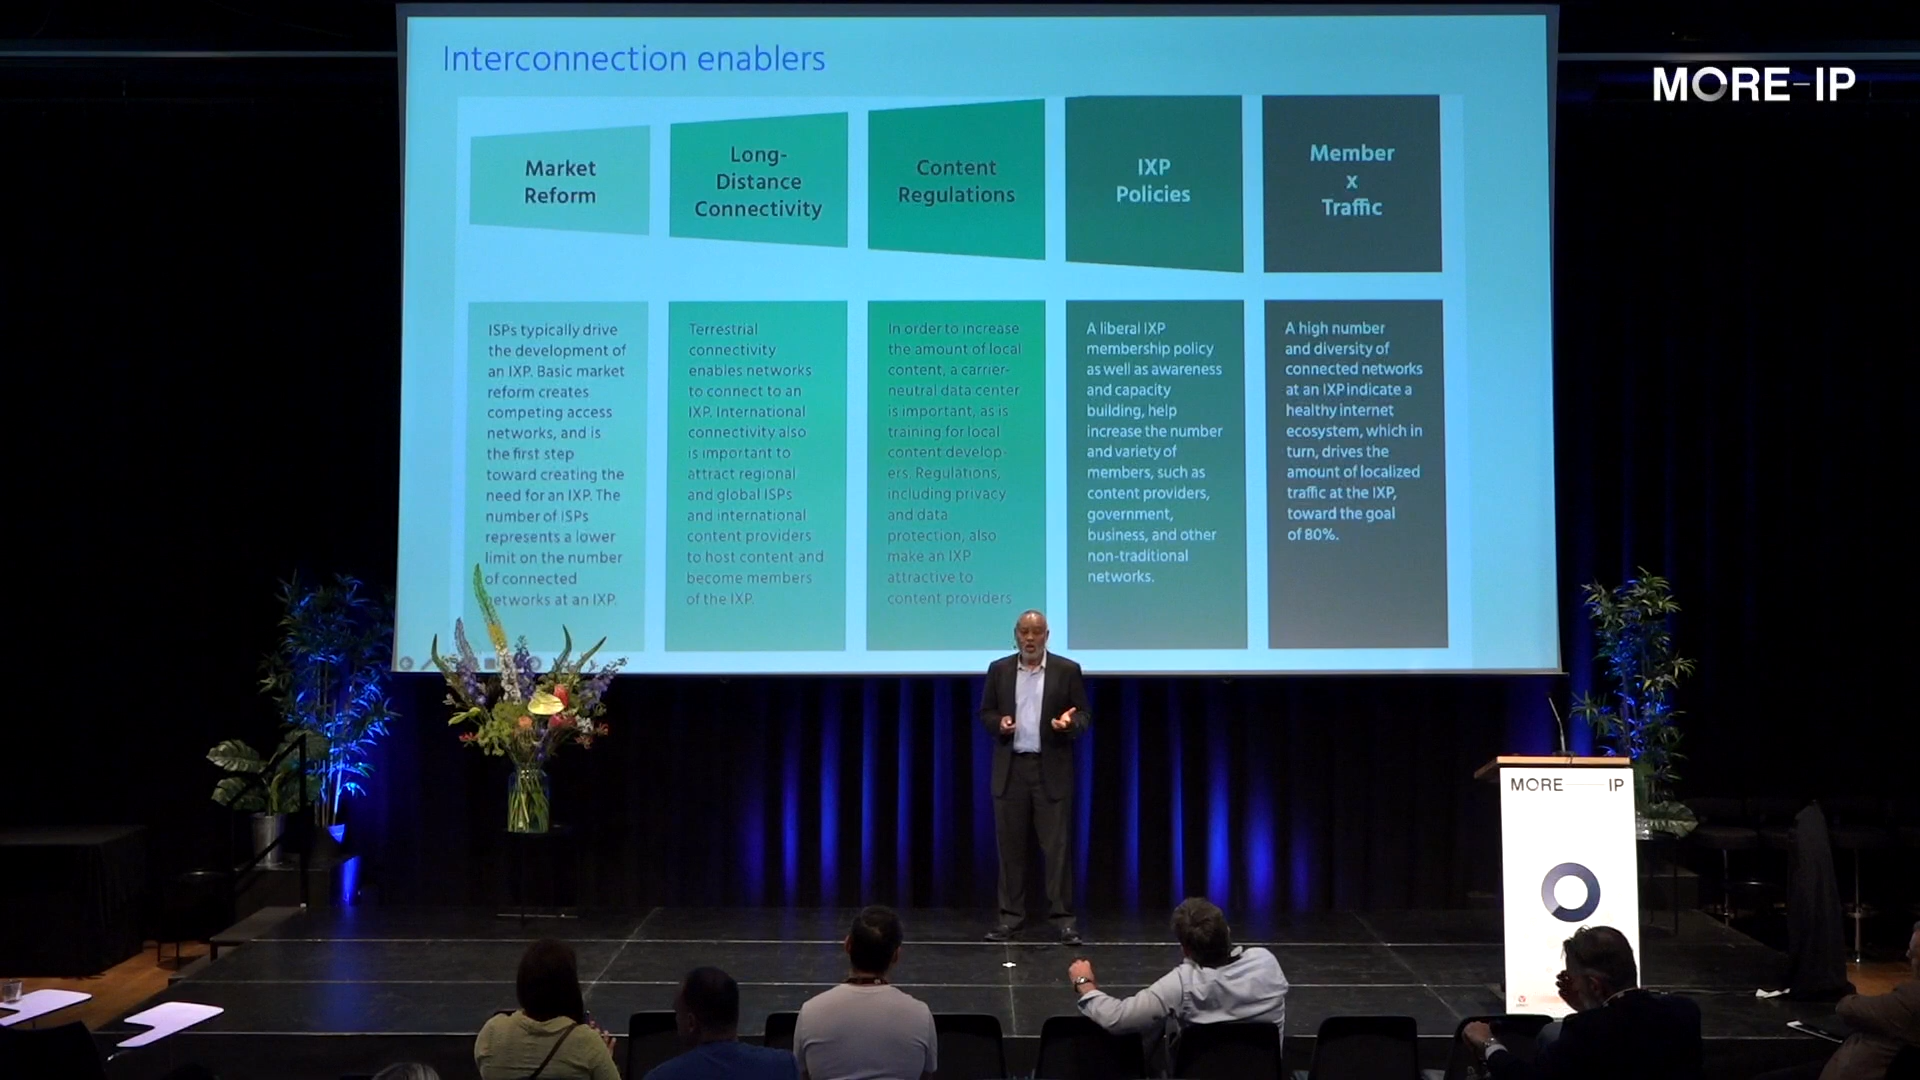 Interconnection enablers
MORE-IP
Market
Reform
Long-
Distance
Connectivity
Content
Regulations
IXP
Policies
Member
x
Traffic
ISPs typically drive
the development of
an IXP. Basic market
reform creates
competing access
networks, and is
the first step
toward creating the
need for an IXP. The
number of ISPs
represents a lower
limit on the number
of connected
networks at an IXP.
Terrestrial
connectivity
enables networks
to connect to an
IXP. International
connectivity also
is important to
attract regional
and global ISPs
and international
content providers
to host content and
become members
of the IXP.
In order to increase
the amount of local
content, a carrier-
neutral data center
is important, as is
training for local
content develop-
ers. Regulations,
including privacy
and data
protection, also
make an IXP
attractive to
content providers
A liberal IXP
membership policy
as well as awareness
and capacity
building, help
increase the number
and variety of
members, such as
content providers,
government,
business, and other
non-traditional
networks.
A high number
and diversity of
connected networks
at an IXP indicate a
healthy internet
ecosystem, which in
turn, drives the
amount of localized
traffic at the IXP,
toward the goal
of 80%.
MORE IP